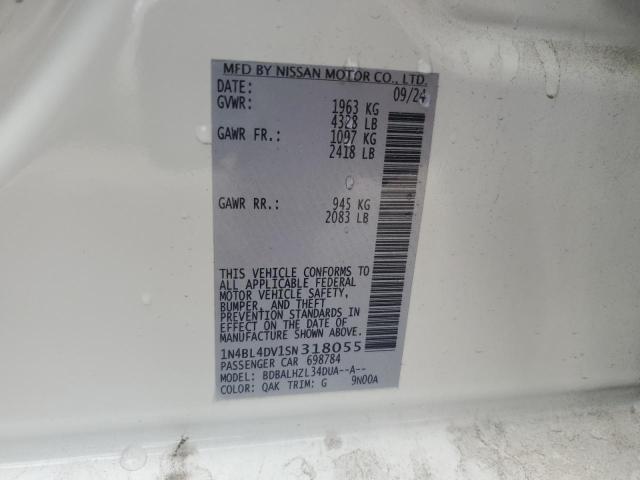 MFD BY NISSAN MOTOR CO., LTD.
DATE: 09/24
GVWR: 1963 KG
4328 LB
GAWR FR.: 1097 KG
2418 LB
GAWR RR.: 945 KG
2083 LB
THIS VEHICLE CONFORMS TO
ALL APPLICABLE FEDERAL
MOTOR VEHICLE SAFETY,
BUMPER, AND THEFT
PREVENTION STANDARDS IN
EFFECT ON THE DATE OF
MANUFACTURE SHOWN ABOVE.
1N4BL4DV1SN318055
PASSENGER CAR 698784
MODEL: BDBALHZL34DUA--A--
COLOR: QAK TRIM: G 9N00A